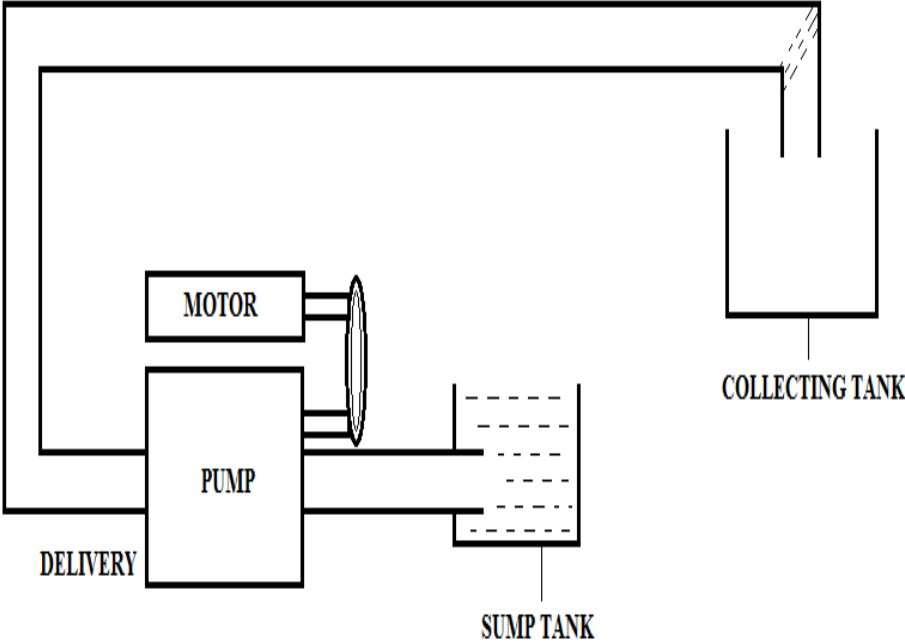 MOTOR
COLLECTING TANK
PUMP
DELIVERY
SUMP TANK